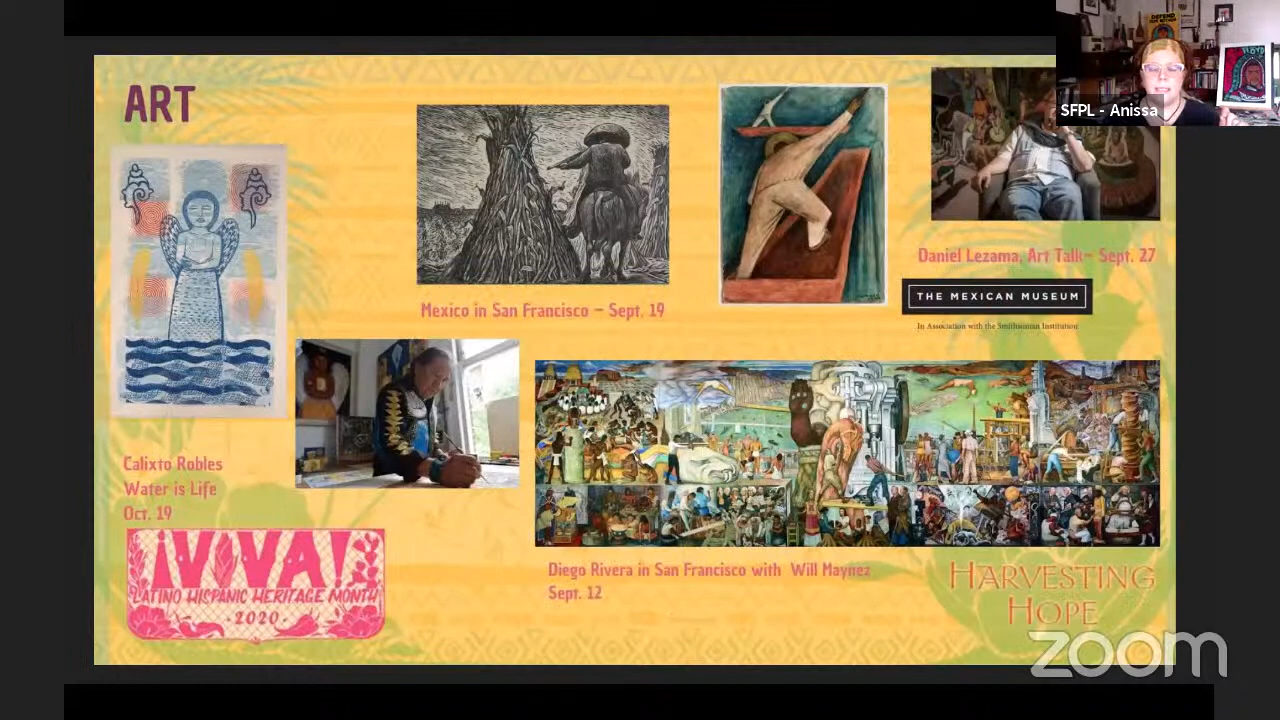 ART
SFPL - Anissa
Mexico in San Francisco – Sept. 19
Daniel Lezama, Art Talk– Sept. 27
THE MEXICAN MUSEUM
In Association with the Smithsonian Institution
Calixto Robles
Water is Life
Oct. 19
¡VIVA!
LATINO HISPANIC HERITAGE MONTH
·2020·
Diego Rivera in San Francisco with Will Maynez
Sept. 12
HARVESTING
HOPE
zoom
DEFEND
FLOYD